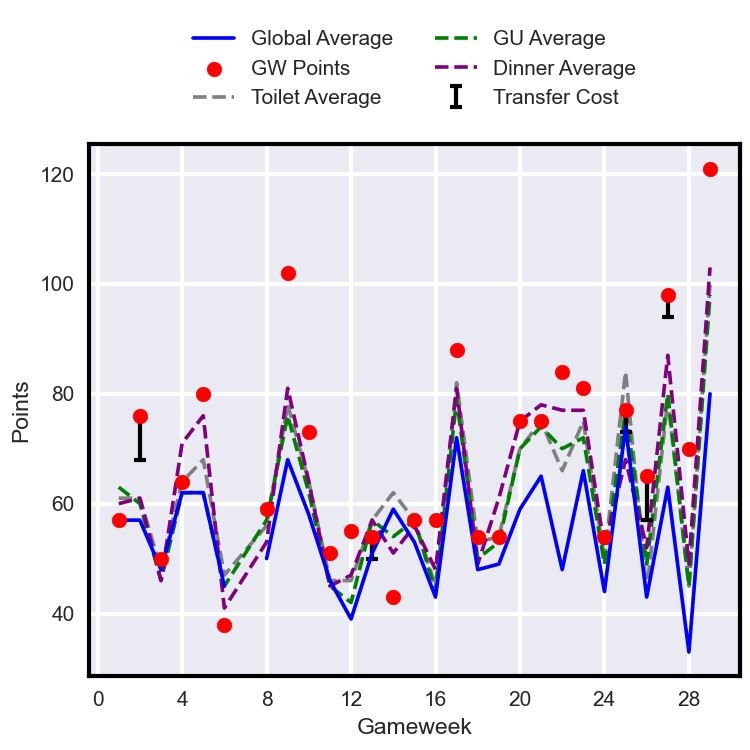 Global Average
GW Points
Toilet Average
GU Average
Dinner Average
Transfer Cost
120
100
80
60
40
Points
0 4 8 12 16 20 24 28
Gameweek